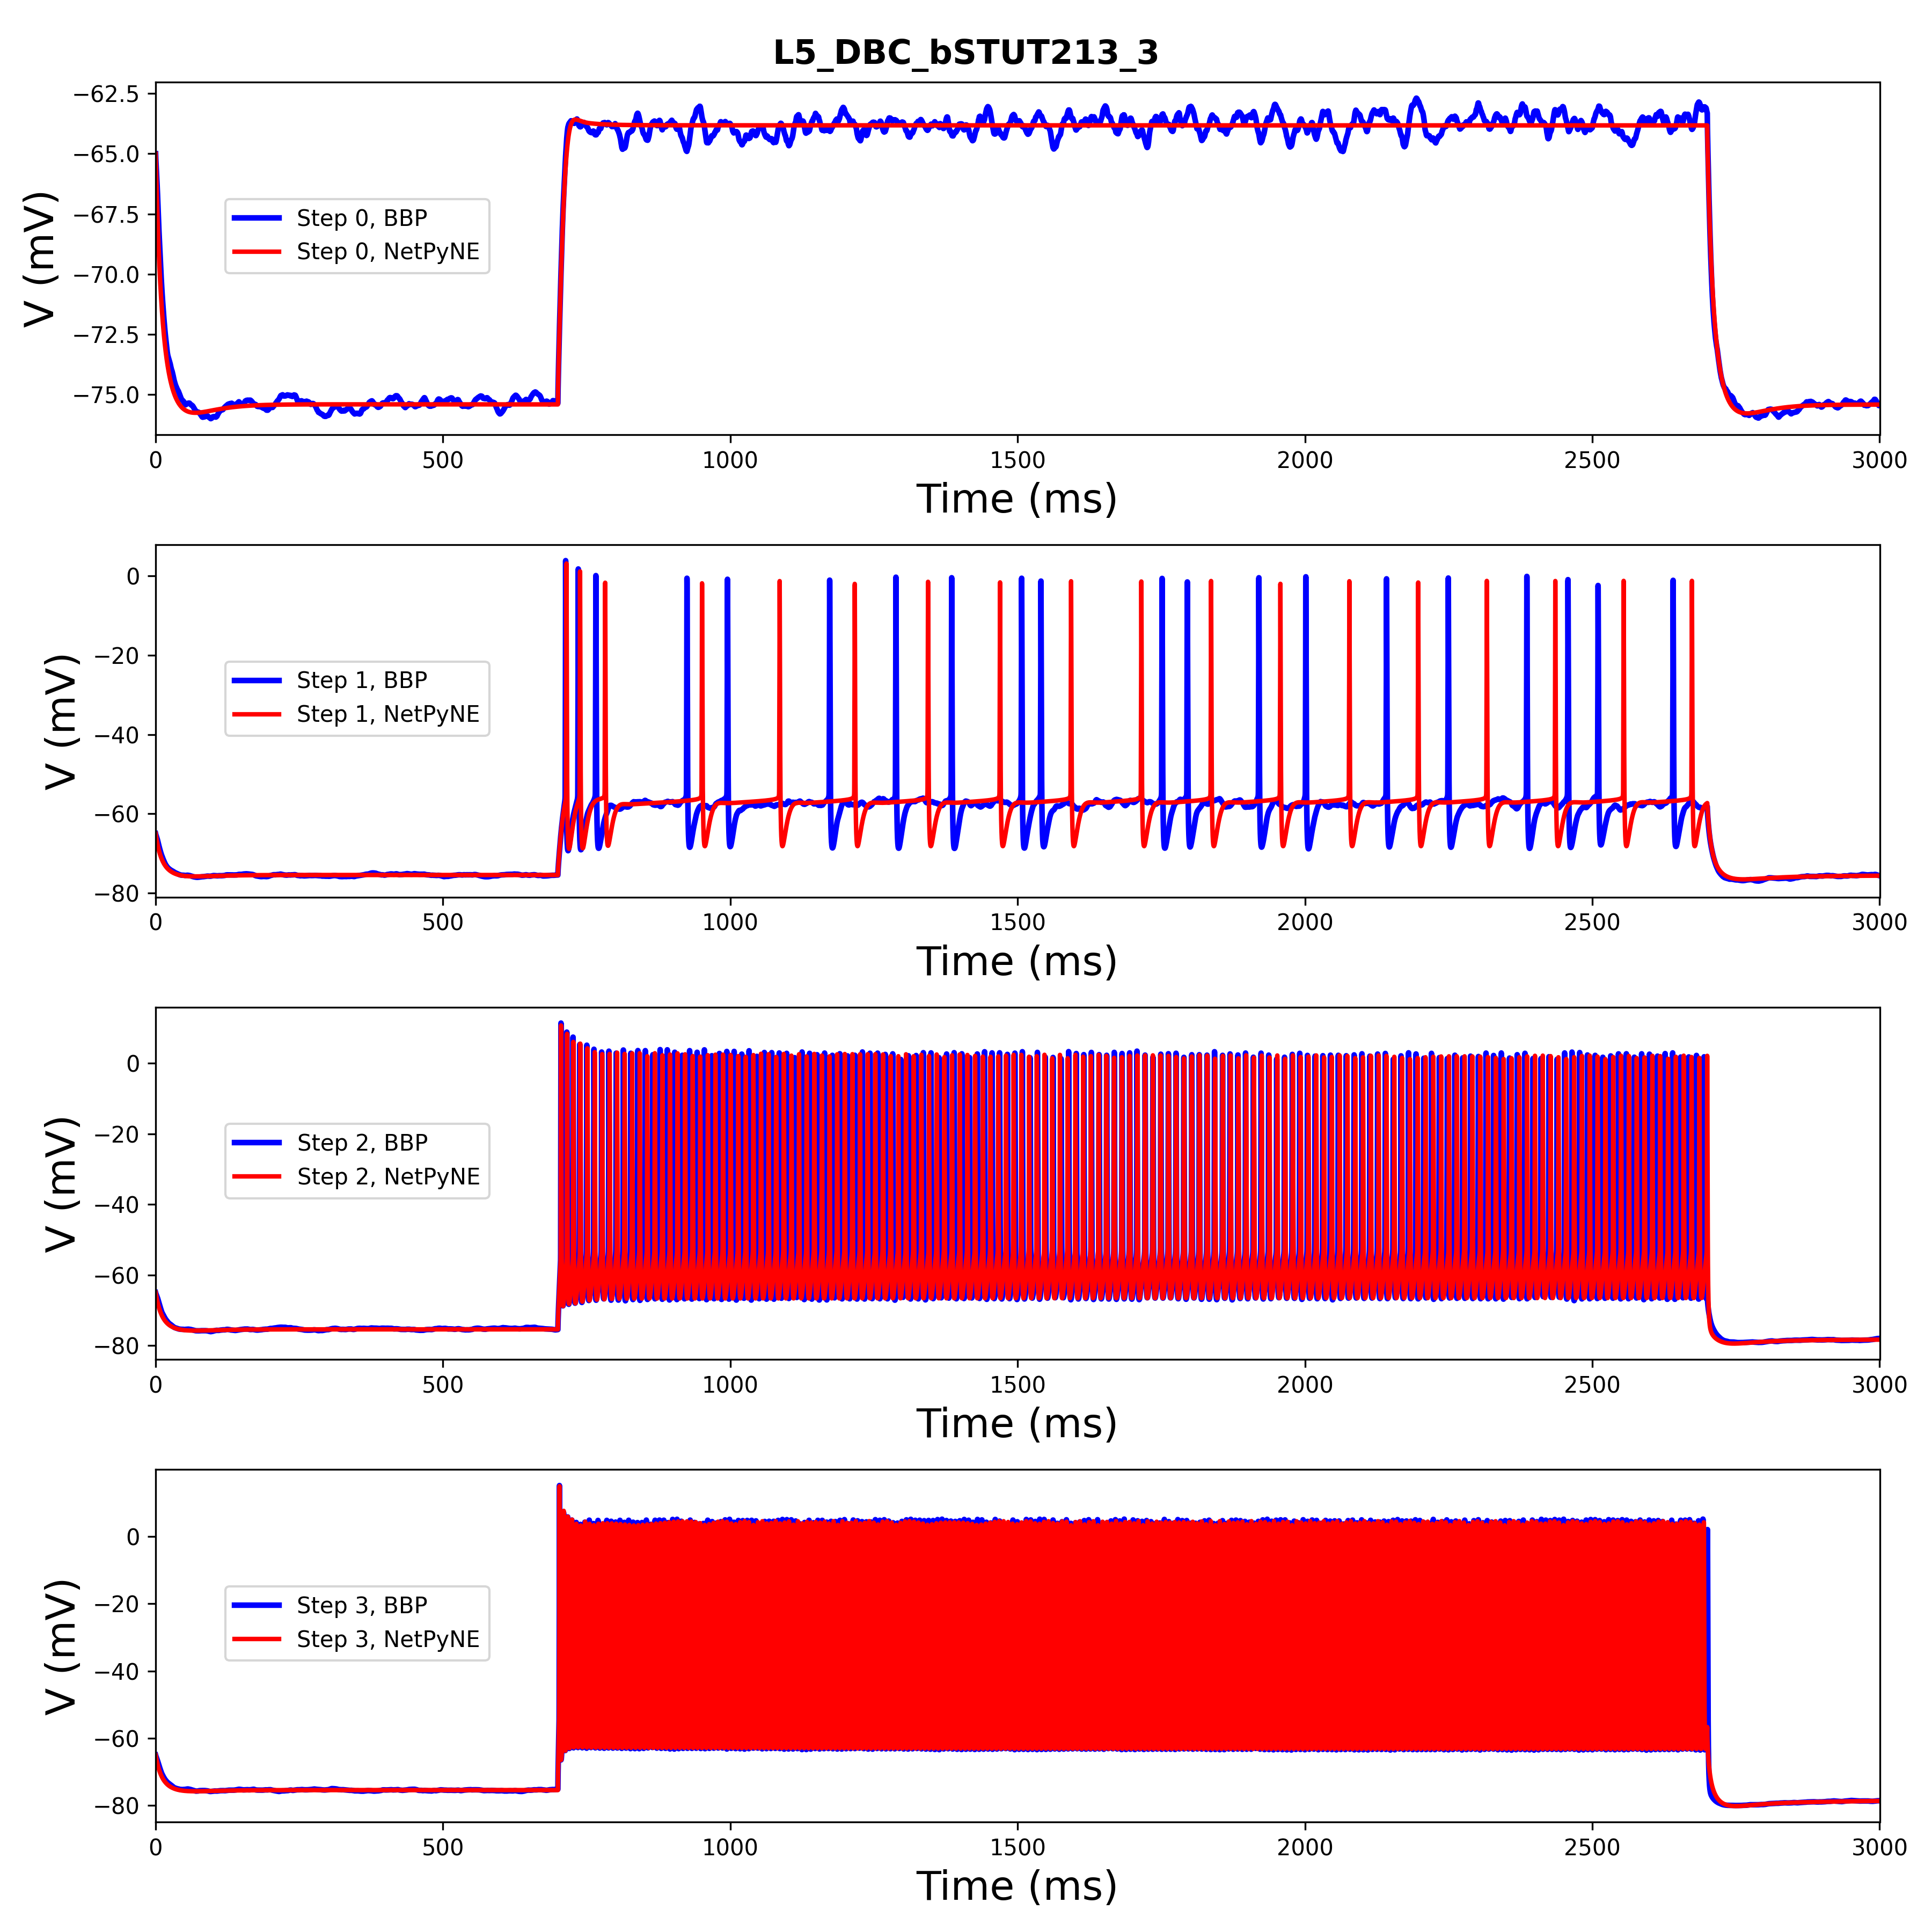 L5_DBC_bSTUT213_3
−62.5
−65.0
−67.5
−70.0
−72.5
−75.0
V (mV)
Step 0, BBP
Step 0, NetPyNE
0 500 1000 1500 2000 2500 3000
Time (ms)
0
−20
−40
−60
−80
V (mV)
Step 1, BBP
Step 1, NetPyNE
0 500 1000 1500 2000 2500 3000
Time (ms)
0
−20
−40
−60
−80
V (mV)
Step 2, BBP
Step 2, NetPyNE
0 500 1000 1500 2000 2500 3000
Time (ms)
0
−20
−40
−60
−80
V (mV)
Step 3, BBP
Step 3, NetPyNE
0 500 1000 1500 2000 2500 3000
Time (ms)